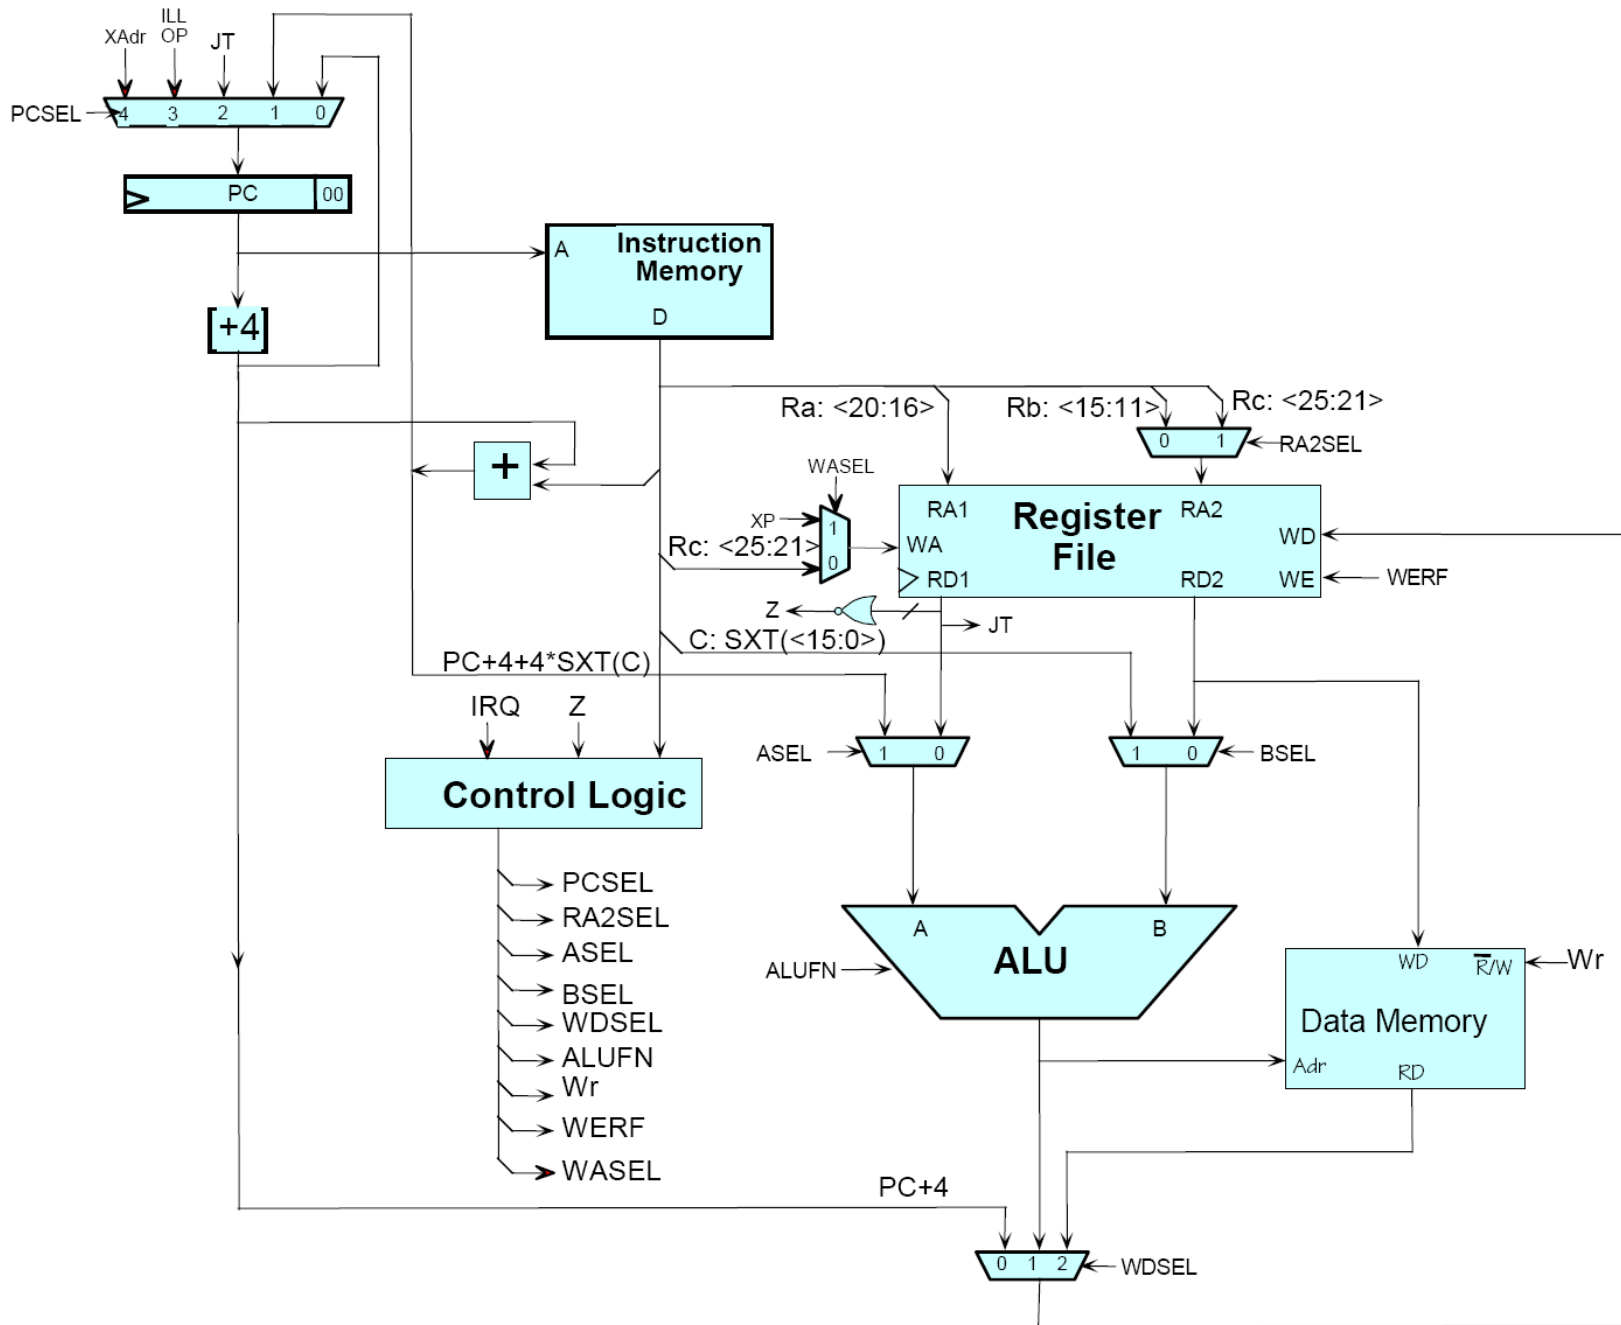 ILL
XAdr OP JT
PCSEL 4 3 2 1 0
PC 00
A Instruction
Memory
D
[+4]
Ra: <20:16> Rb: <15:11> Rc: <25:21>
0 1 RA2SEL
+
WASEL
XP 1
Rc: <25:21> 0
RA1 Register RA2
File
WA WD
RD1 RD2 WE WERF
Z JT
C: SXT(<15:0>)
PC+4+4*SXT(C)
IRQ Z
ASEL 1 0 1 0 BSEL
Control Logic
PCSEL
RA2SEL
ASEL
BSEL
WDSEL
ALUFN
Wr
WERF
WASEL
A B
ALU
ALUFN
WD R/W Wr
Data Memory
Adr RD
PC+4
0 1 2 WDSEL